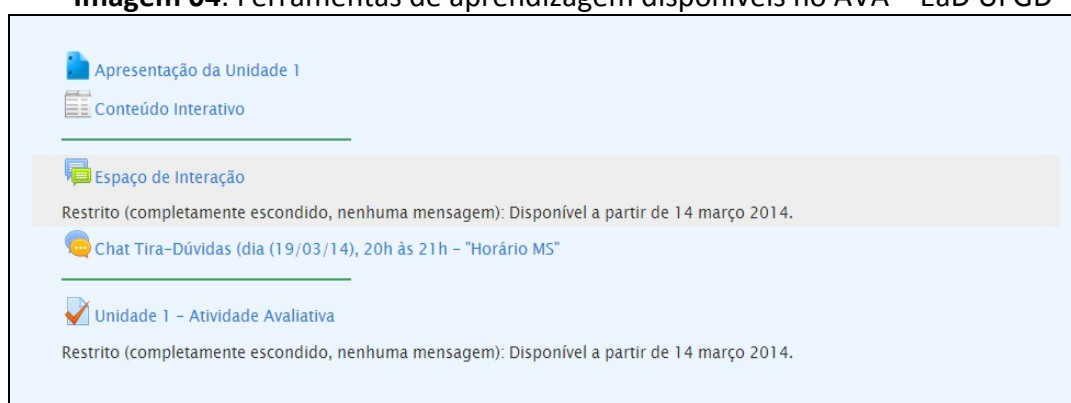 Imagem 04: Ferramentas de aprendizagem disponíveis no AVA – EaD UFGD
Apresentação da Unidade 1
Conteúdo Interativo
Espaço de Interação
Restrito (completamente escondido, nenhuma mensagem): Disponível a partir de 14 março 2014.
Chat Tira-Dúvidas (dia (19/03/14), 20h às 21h - "Horário MS"
Unidade 1 - Atividade Avaliativa
Restrito (completamente escondido, nenhuma mensagem): Disponível a partir de 14 março 2014.